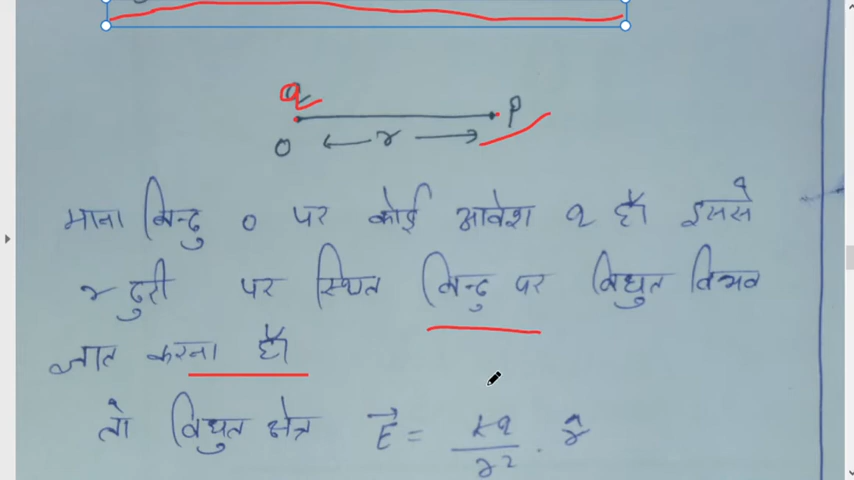 q
O ← r → P
माना बिन्दु O पर कोई आवेश q है। इससे
r दुरी पर स्थित बिन्दु पर विधुत विभव
ज्ञात करना है।
तो विधुत क्षेत्र E⃗ = kq/r² . r̂